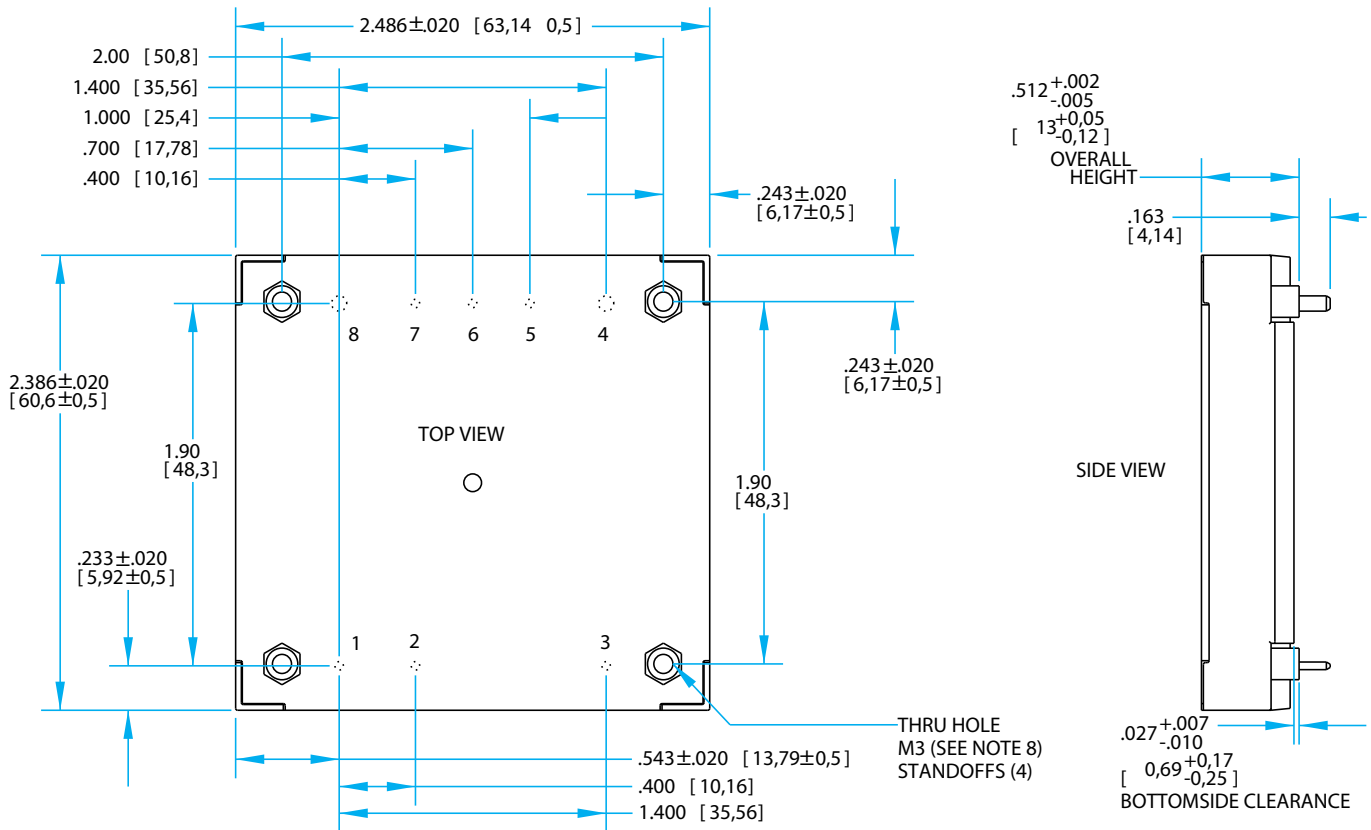 2.486±.020 [63,14 0,5]
2.00 [50,8]
1.400 [35,56]
1.000 [25,4]
.700 [17,78]
.400 [10,16]
.243±.020
[6,17±0,5]
.512 +.002
-.005
[ 13 +0,05
-0,12 ]
OVERALL
HEIGHT
.163
[4,14]
8 7 6 5 4
.243±.020
[6,17±0,5]
2.386±.020
[60,6±0,5]
TOP VIEW
1.90
[48,3]
1.90
[48,3]
SIDE VIEW
.233±.020
[5,92±0,5]
1 2 3
THRU HOLE
M3 (SEE NOTE 8)
STANDOFFS (4)
.027 +.007
-.010
[ 0,69 +0,17
-0,25 ]
BOTTOMSIDE CLEARANCE
.543±.020 [13,79±0,5]
.400 [10,16]
1.400 [35,56]